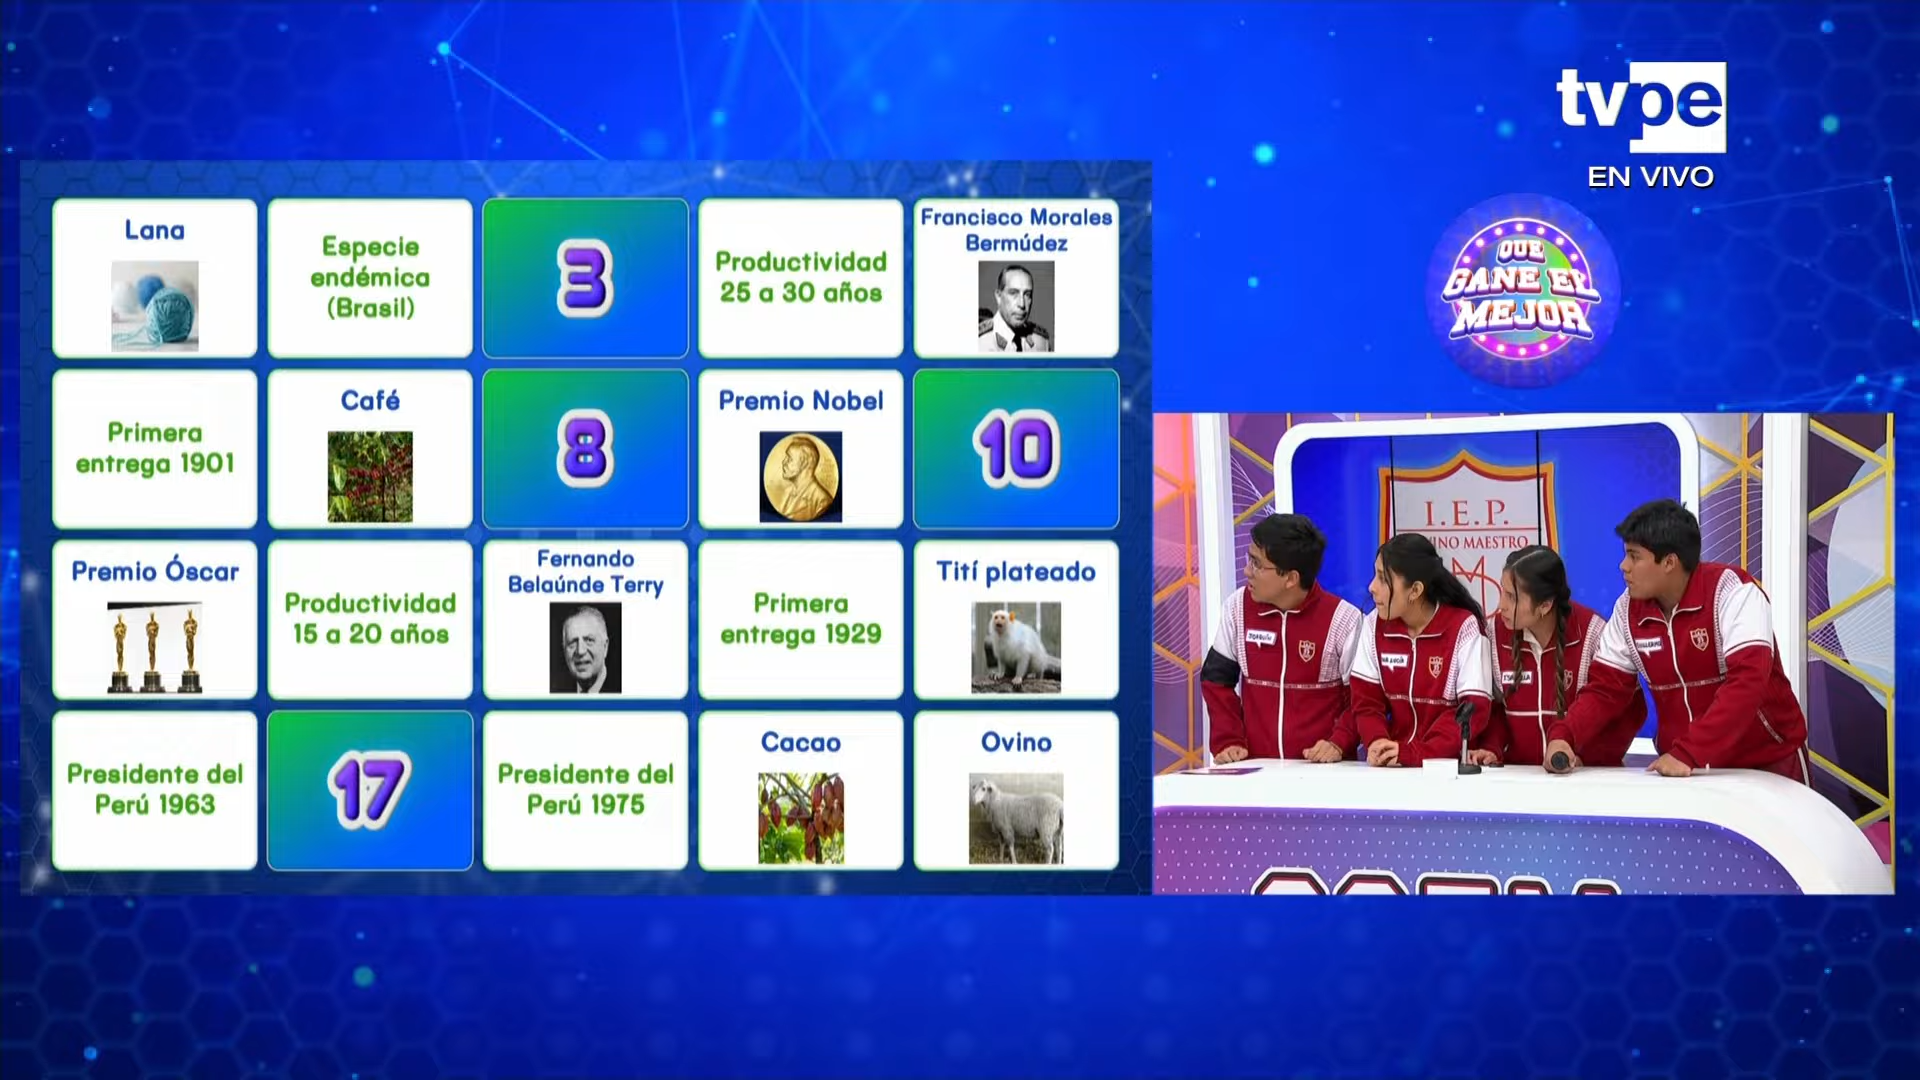 tvpe
EN VIVO
QUE
GANE EL
MEJOR
Lana
Especie
endémica
(Brasil)
3
Productividad
25 a 30 años
Francisco Morales
Bermúdez
Primera
entrega 1901
Café
8
Premio Nobel
10
Premio Óscar
Productividad
15 a 20 años
Fernando
Belaúnde Terry
Primera
entrega 1929
Tití plateado
Presidente del
Perú 1963
17
Presidente del
Perú 1975
Cacao
Ovino
I.E.P.
INO MAESTRO
JOAQUÍN